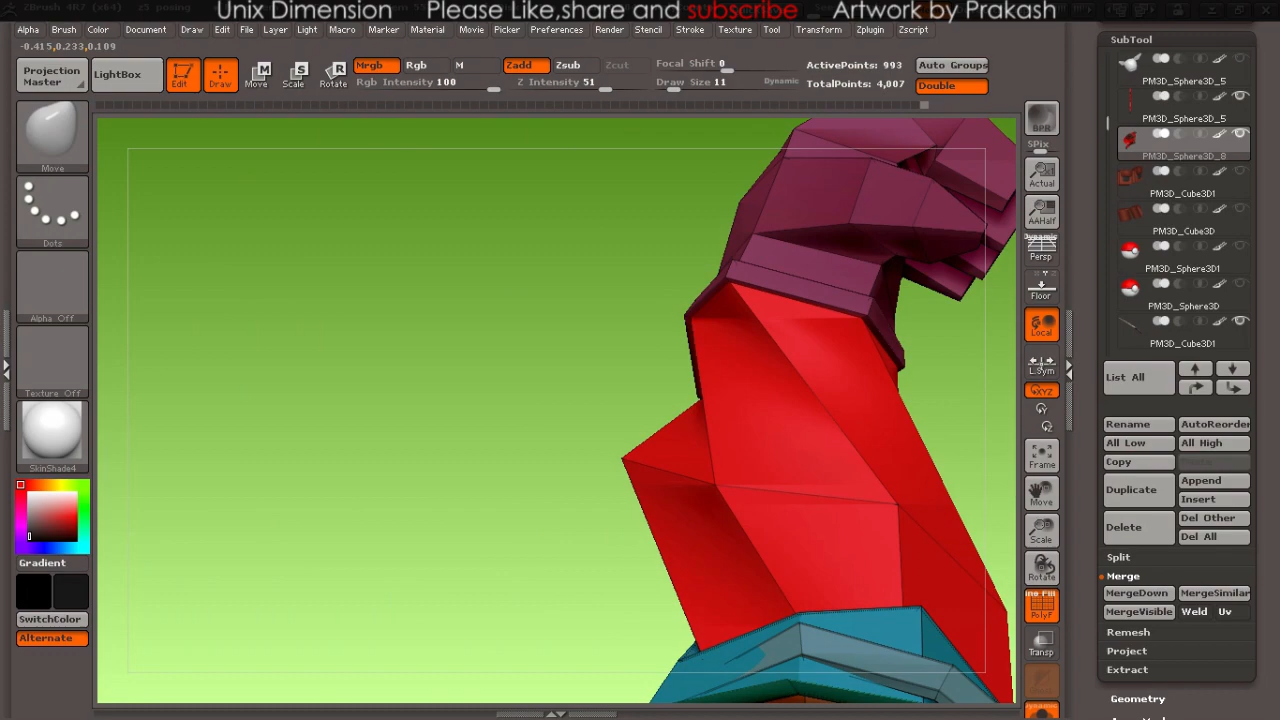 Unix Dimension Please Like,share and subscribe Artwork by Prakash
Alpha Brush Color Document Draw Edit File Layer Light Macro Marker Material Movie Picker Preferences Render Stencil Stroke Texture Tool Transform Zplugin Zscript
-0.415,0.233,0.109
Projection Master
LightBox
Edit Draw Move Scale Rotate
Mrgb Rgb M
Rgb Intensity 100
Zadd Zsub Zcut
Z Intensity 51
Focal Shift 0
Draw Size 11
Dynamic
ActivePoints: 993
TotalPoints: 4,007
Auto Groups
Double
Move
Dots
Alpha Off
Texture Off
SkinShade4
Gradient
SwitchColor
Alternate
BPR
SPix
Actual
AAHalf
Dynamic
Persp
Floor
Local
L.Sym
XYZ
Frame
Move
Scale
Rotate
PolyF
Transp
SubTool
PM3D_Sphere3D_5
PM3D_Sphere3D_5
PM3D_Sphere3D_8
PM3D_Cube3D1
PM3D_Cube3D
PM3D_Sphere3D1
PM3D_Sphere3D
PM3D_Cube3D1
List All
Rename AutoReorder
All Low All High
Copy
Duplicate Append
Insert
Delete Del Other
Del All
Split
Merge
MergeDown MergeSimilar
MergeVisible Weld Uv
Remesh
Project
Extract
Geometry